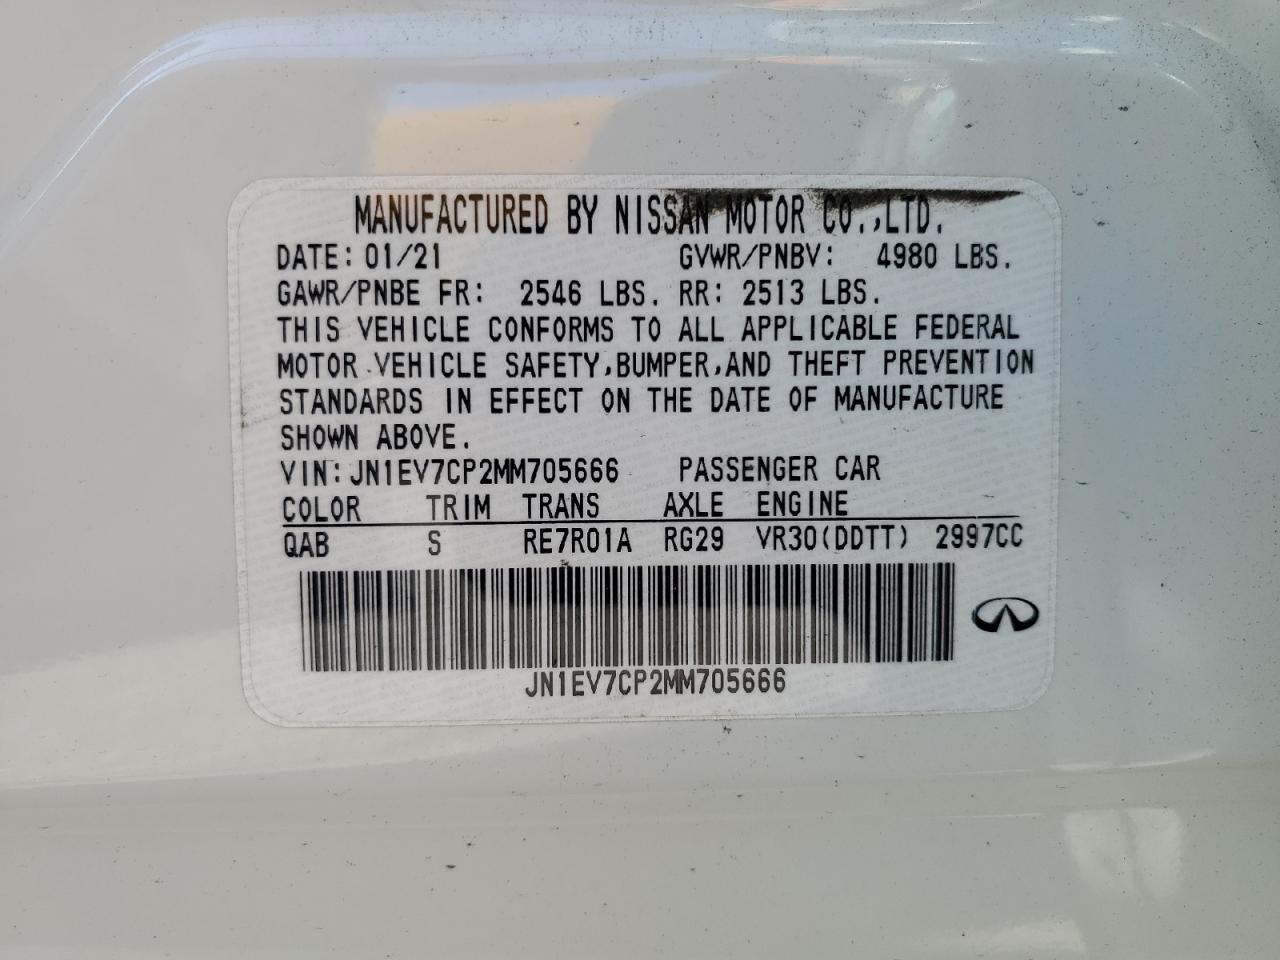 MANUFACTURED BY NISSAN MOTOR CO.,LTD.
DATE: 01/21 GVWR/PNBV: 4980 LBS.
GAWR/PNBE FR: 2546 LBS. RR: 2513 LBS.
THIS VEHICLE CONFORMS TO ALL APPLICABLE FEDERAL
MOTOR VEHICLE SAFETY,BUMPER,AND THEFT PREVENTION
STANDARDS IN EFFECT ON THE DATE OF MANUFACTURE
SHOWN ABOVE.
VIN:JN1EV7CP2MM705666 PASSENGER CAR
COLOR TRIM TRANS AXLE ENGINE
QAB S RE7R01A RG29 VR30(DDTT) 2997CC
JN1EV7CP2MM705666